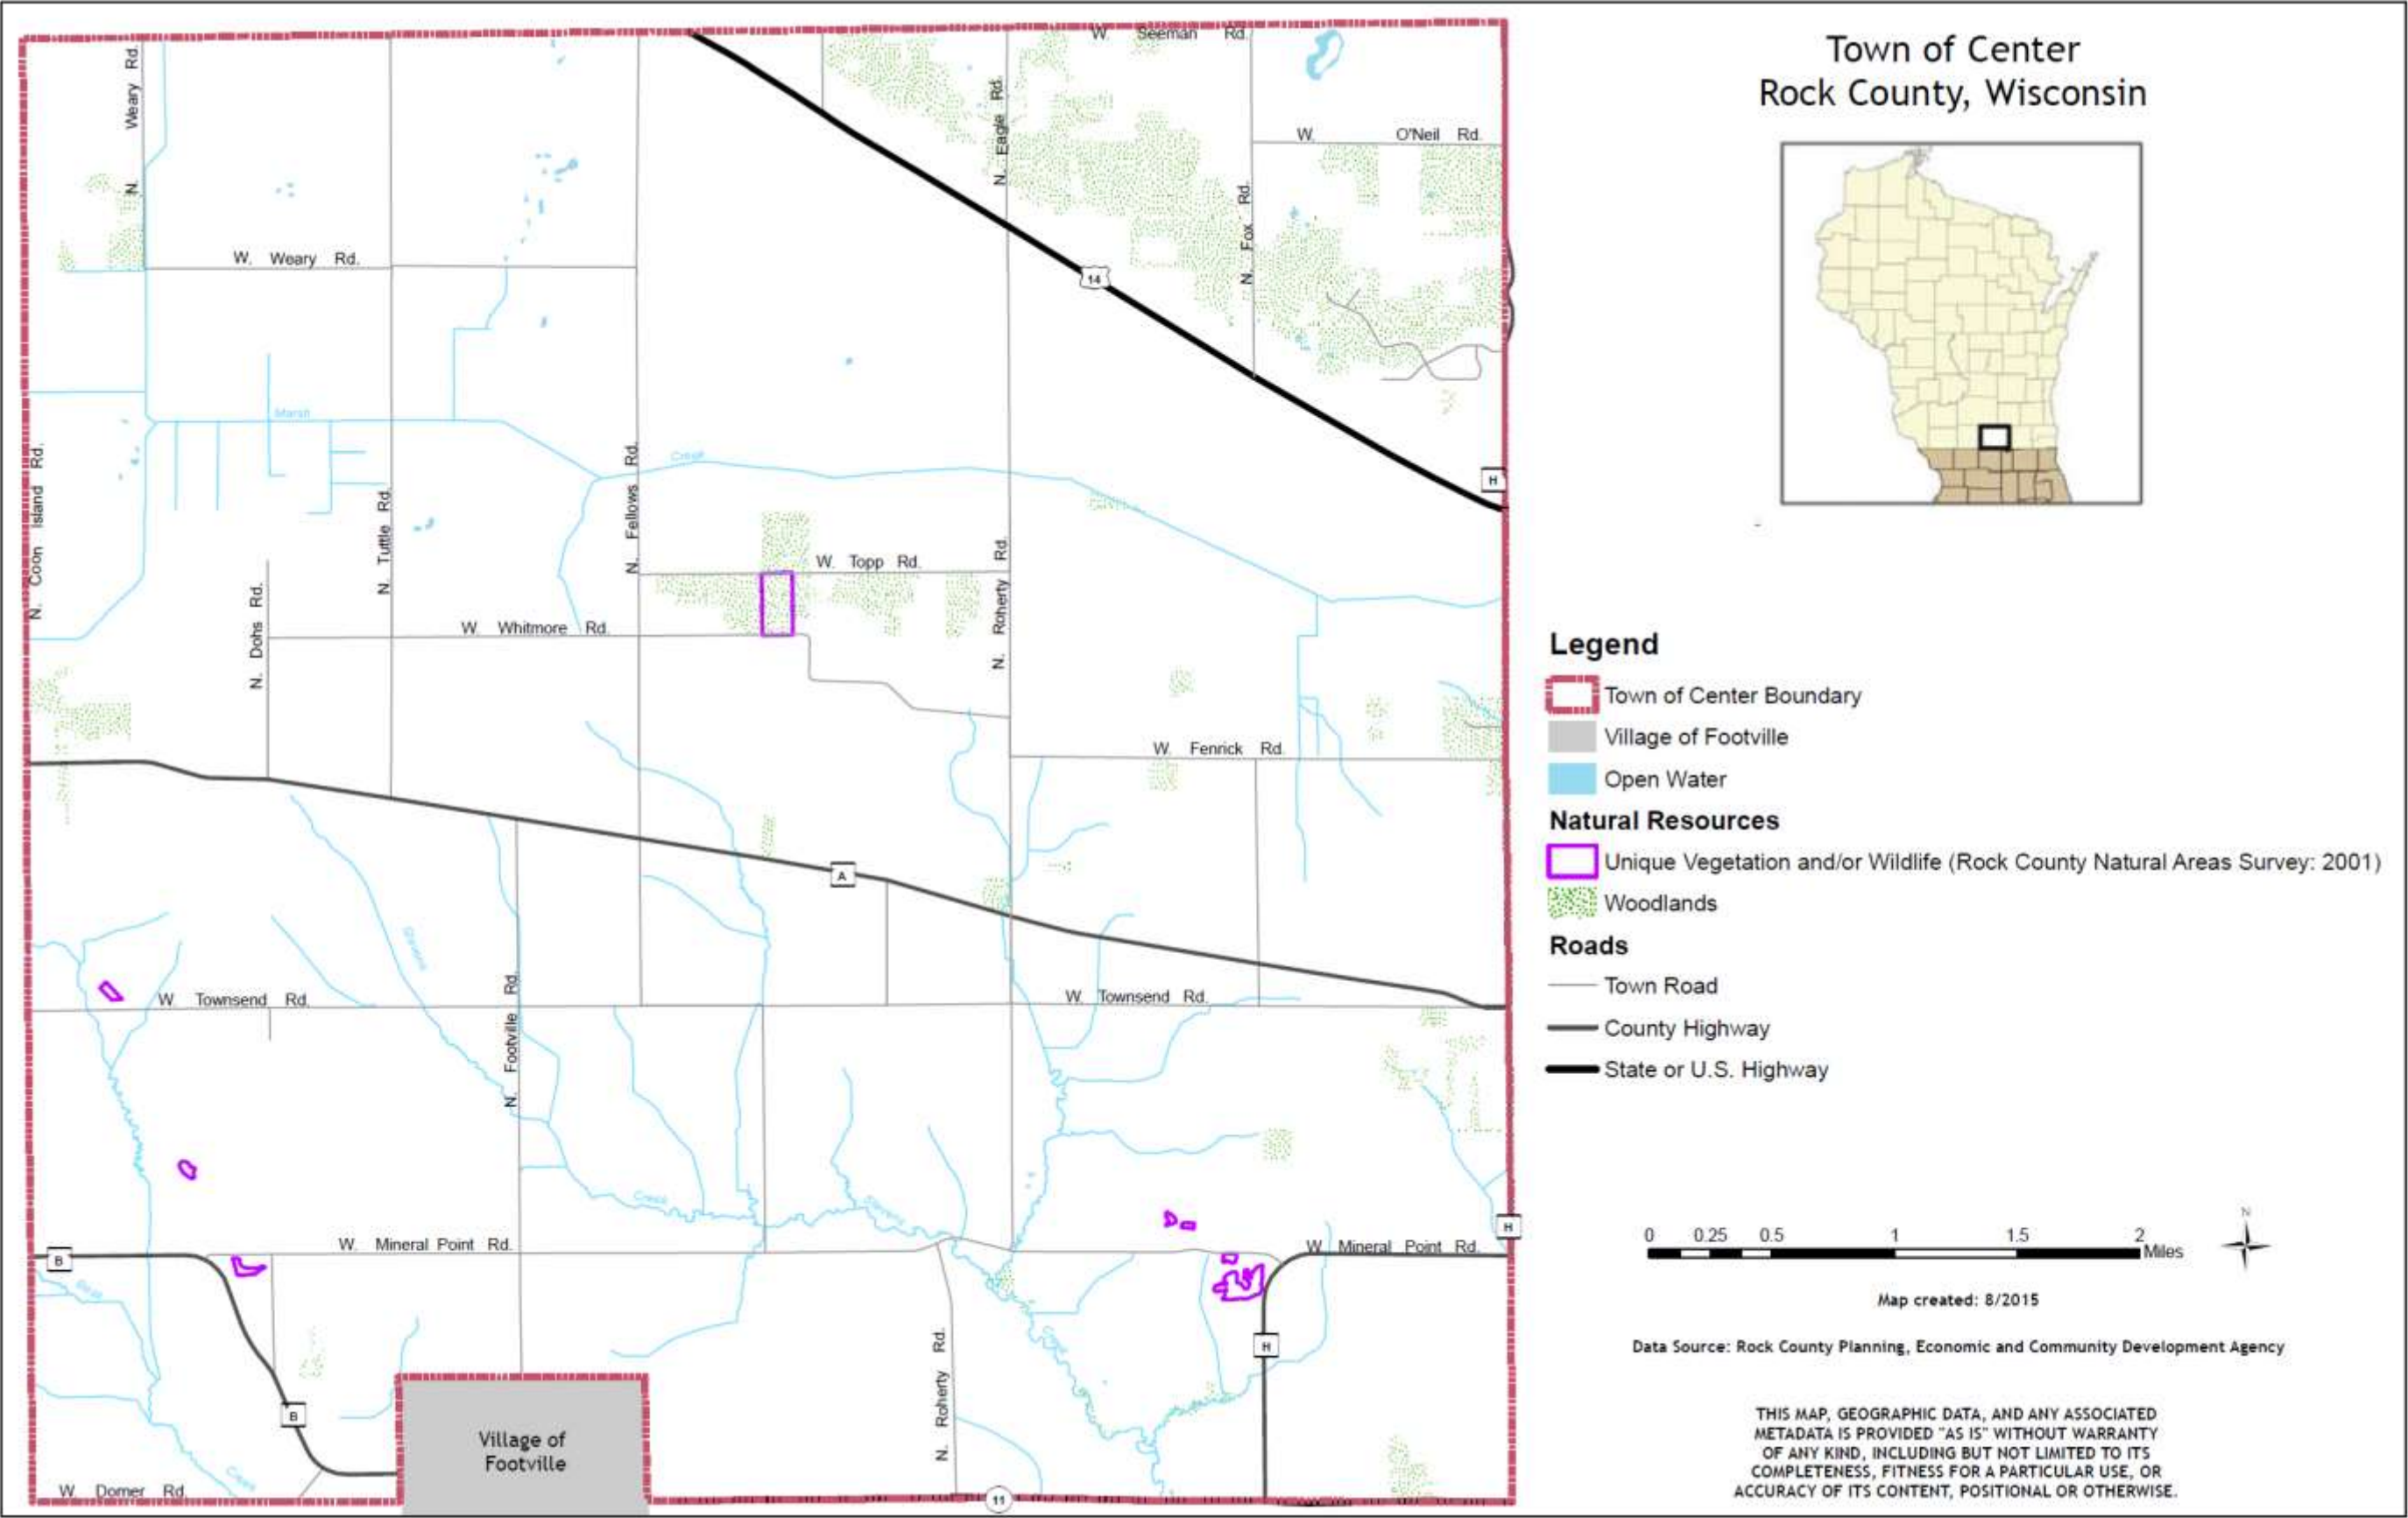 Town of Center
Rock County, Wisconsin
W. Seeman Rd.
N. Weary Rd.
N. Eagle Rd.
W. O'Neil Rd.
N. Fox Rd.
W. Weary Rd.
14
Marsh
Creek
H
N. Coon Island Rd.
N. Tuttle Rd.
N. Fellows Rd.
W. Topp Rd.
N. Dohs Rd.
W. Whitmore Rd.
N. Roherty Rd.
W. Fenrick Rd.
A
Stevens
W. Townsend Rd.
W. Townsend Rd.
N. Footville Rd.
Creek
Stevens
H
W. Mineral Point Rd.
W. Mineral Point Rd.
B
Creek
H
N. Roherty Rd.
B
Village of
Footville
Creek
W. Dorner Rd.
11
Legend
Town of Center Boundary
Village of Footville
Open Water
Natural Resources
Unique Vegetation and/or Wildlife (Rock County Natural Areas Survey: 2001)
Woodlands
Roads
Town Road
County Highway
State or U.S. Highway
0 0.25 0.5 1 1.5 2
Miles
N
Map created: 8/2015
Data Source: Rock County Planning, Economic and Community Development Agency
THIS MAP, GEOGRAPHIC DATA, AND ANY ASSOCIATED
METADATA IS PROVIDED "AS IS" WITHOUT WARRANTY
OF ANY KIND, INCLUDING BUT NOT LIMITED TO ITS
COMPLETENESS, FITNESS FOR A PARTICULAR USE, OR
ACCURACY OF ITS CONTENT, POSITIONAL OR OTHERWISE.